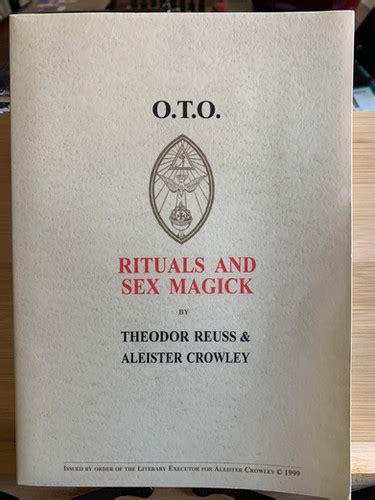 O.T.O.
RITUALS AND
SEX MAGICK
BY
THEODOR REUSS &
ALEISTER CROWLEY
ISSUED BY ORDER OF THE LITERARY EXECUTOR FOR ALEISTER CROWLEY © 1999